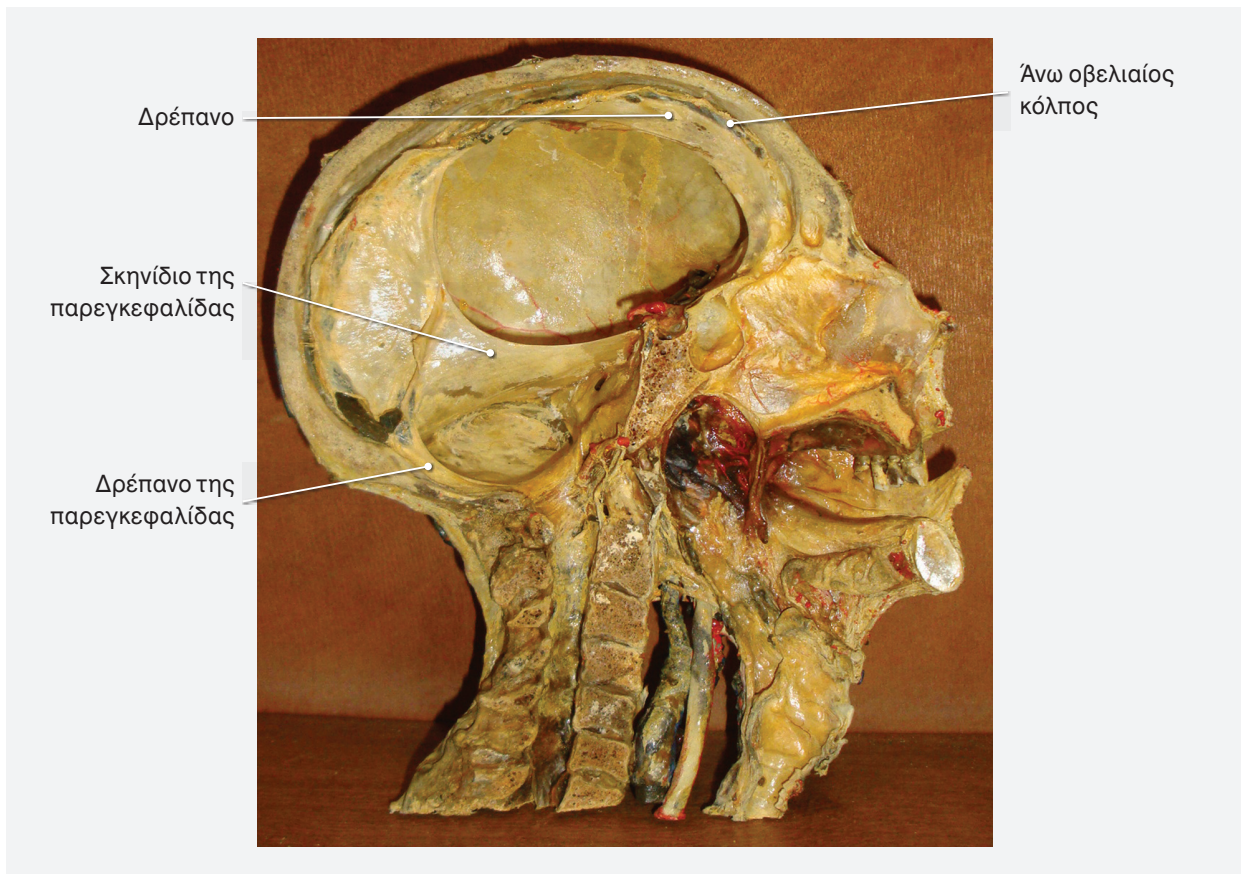 Άνω οβελιαίος
κόλπος
Δρέπανο
Σκηνίδιο της
παρεγκεφαλίδας
Δρέπανο της
παρεγκεφαλίδας